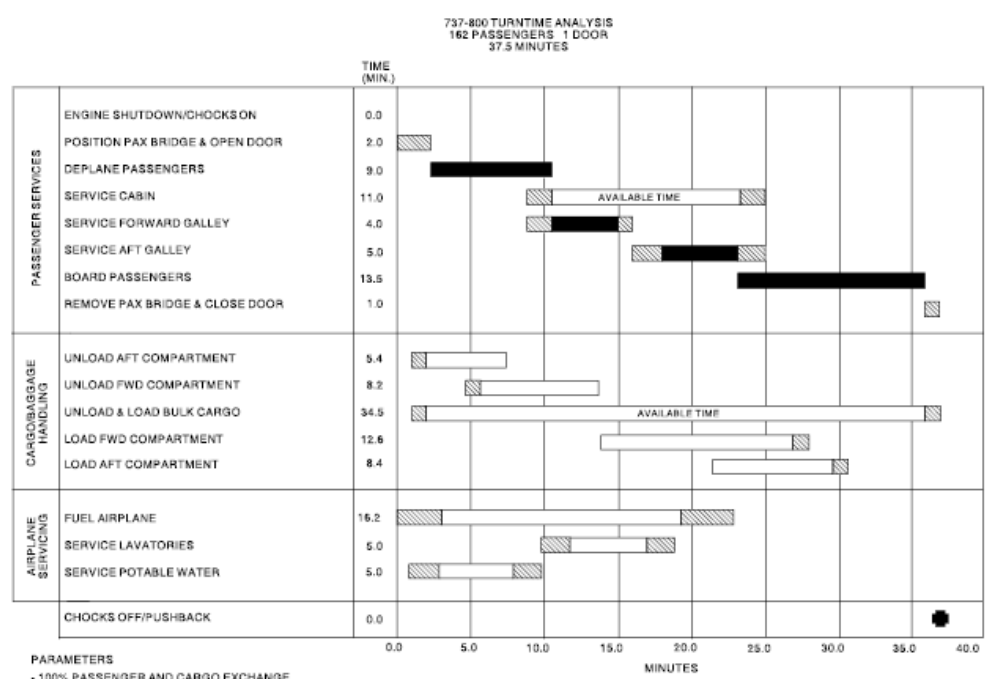 737-800 TURNTIME ANALYSIS
162 PASSENGERS 1 DOOR
37.5 MINUTES
TIME
(MIN.)
PASSENGER SERVICES
ENGINE SHUTDOWN/CHOCKS ON 0.0
POSITION PAX BRIDGE & OPEN DOOR 2.0
DEPLANE PASSENGERS 9.0
SERVICE CABIN 11.0 AVAILABLE TIME
SERVICE FORWARD GALLEY 4.0
SERVICE AFT GALLEY 5.0
BOARD PASSENGERS 13.5
REMOVE PAX BRIDGE & CLOSE DOOR 1.0
CARGO/BAGGAGE
HANDLING
UNLOAD AFT COMPARTMENT 5.4
UNLOAD FWD COMPARTMENT 8.2
UNLOAD & LOAD BULK CARGO 34.5 AVAILABLE TIME
LOAD FWD COMPARTMENT 12.6
LOAD AFT COMPARTMENT 8.4
AIRPLANE
SERVICING
FUEL AIRPLANE 16.2
SERVICE LAVATORIES 5.0
SERVICE POTABLE WATER 5.0
CHOCKS OFF/PUSHBACK 0.0
0.0 5.0 10.0 15.0 20.0 25.0 30.0 35.0 40.0
MINUTES
PARAMETERS
- 100% PASSENGER AND CARGO EXCHANGE